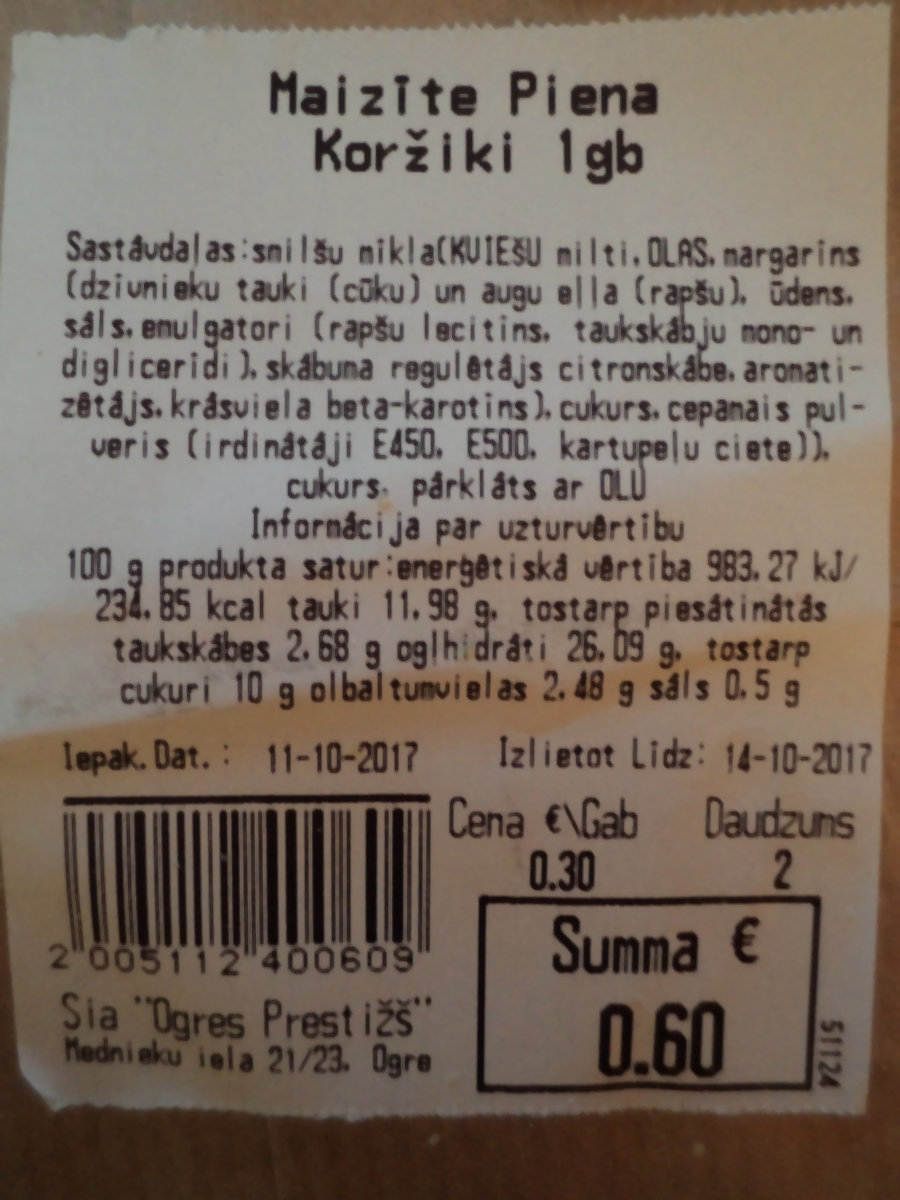 Maizīte Piena
Koržiki 1gb
Sastāvdaļas:smilšu mīkla(KVIEŠU milti, OLAS, margarīns
(dzīvnieku tauki (cūku) un augu eļļa (rapšu), ūdens,
sāls, emulgatori (rapšu lecitīns, taukskābju mono- un
diglicerīdi), skābuma regulētājs citronskābe, aromati-
zētājs, krāsviela beta-karotīns), cukurs, cepamais pul-
veris (irdinātāji E450, E500, kartupeļu ciete)),
cukurs, pārklāts ar OLU
Informācija par uzturvērtību
100 g produkta satur:enerģētiskā vērtība 983.27 kJ/
234.85 kcal tauki 11.98 g, tostarp piesātinātās
taukskābes 2.68 g ogļhidrāti 26.09 g, tostarp
cukuri 10 g olbaltumvielas 2.48 g sāls 0.5 g
Iepak.Dat.: 11-10-2017 Izlietot Līdz: 14-10-2017
Cena €\Gab Daudzums
0.30 2
Summa €
0.60
51124
2 005112 400609
Sia "Ogres Prestižš"
Mednieku iela 21/23, Ogre